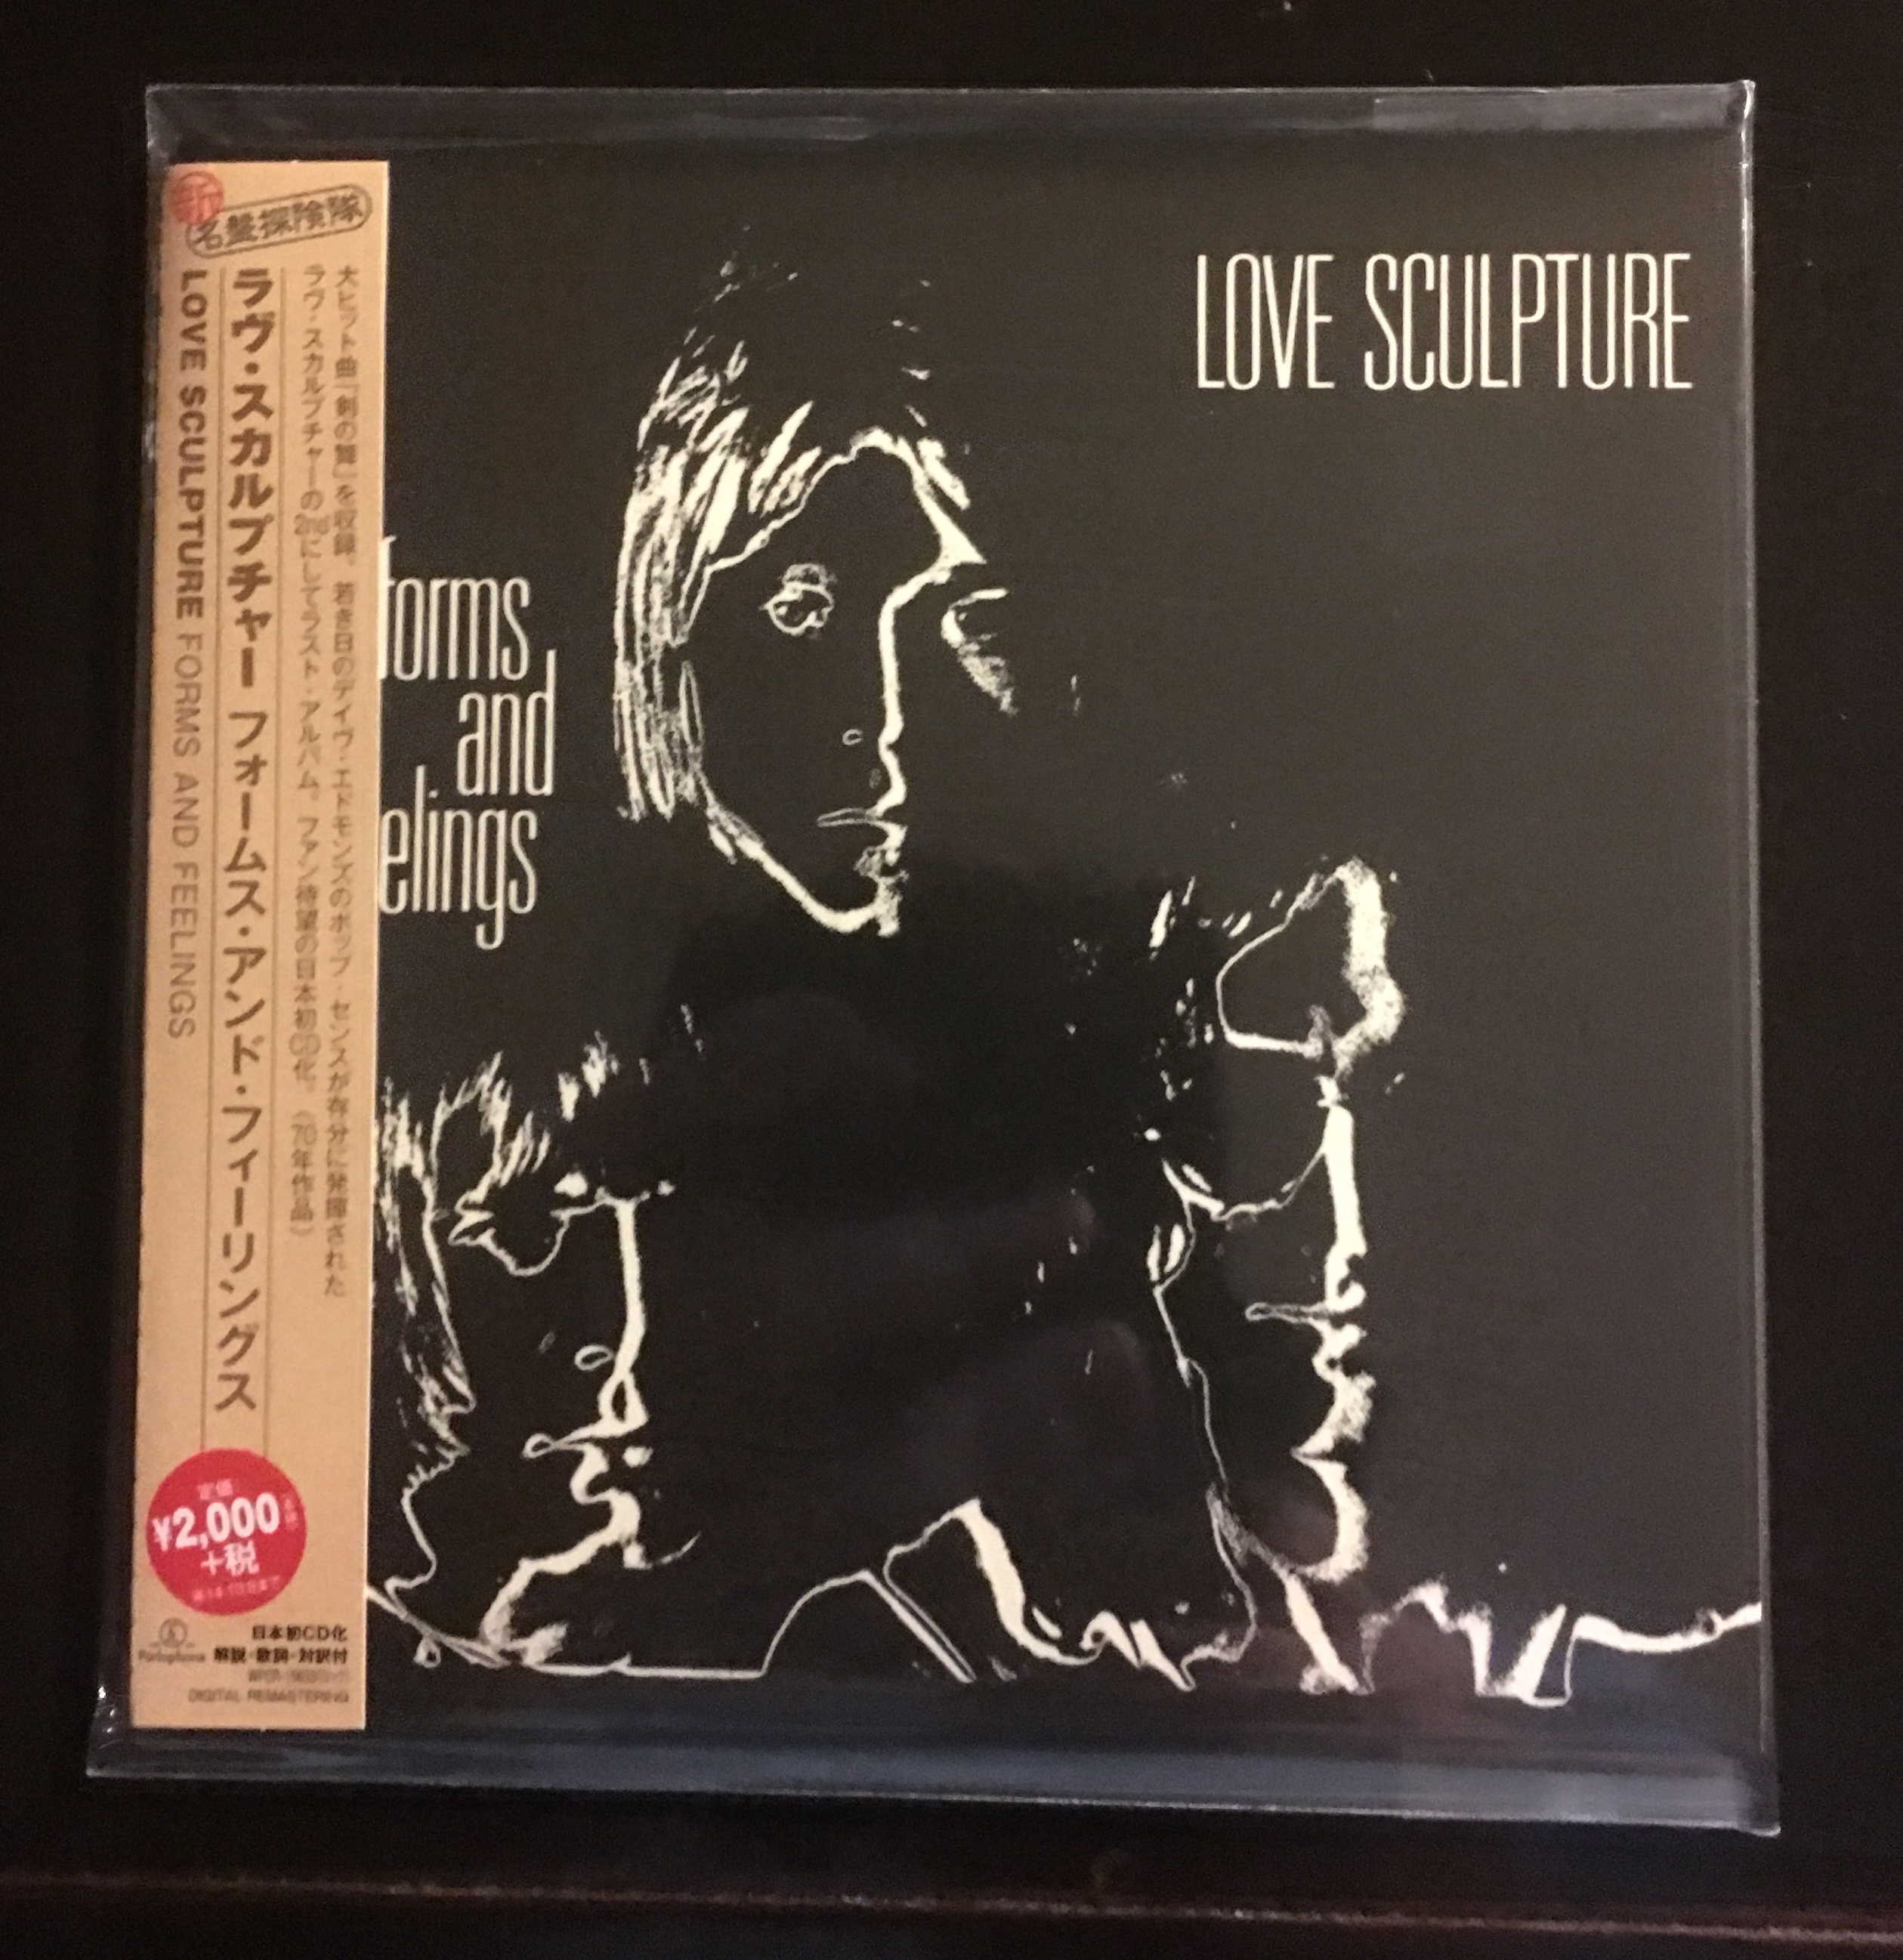 新
名盤探険隊
大ヒット曲「剣の舞」を収録。若き日のデイヴ・エドモンズのポップ・センスが存分に発揮された
ラヴ・スカルプチャーの2ndにしてラスト・アルバム。ファン待望の日本初CD化。〈70年作品〉
ラヴ・スカルプチャー フォームス・アンド・フィーリングス
LOVE SCULPTURE FORMS AND FEELINGS
定価
¥2,000
+税
日本初CD化
Parlophone 解説・歌詞・対訳付
DIGITAL REMASTERING
LOVE SCULPTURE
forms
and
elings